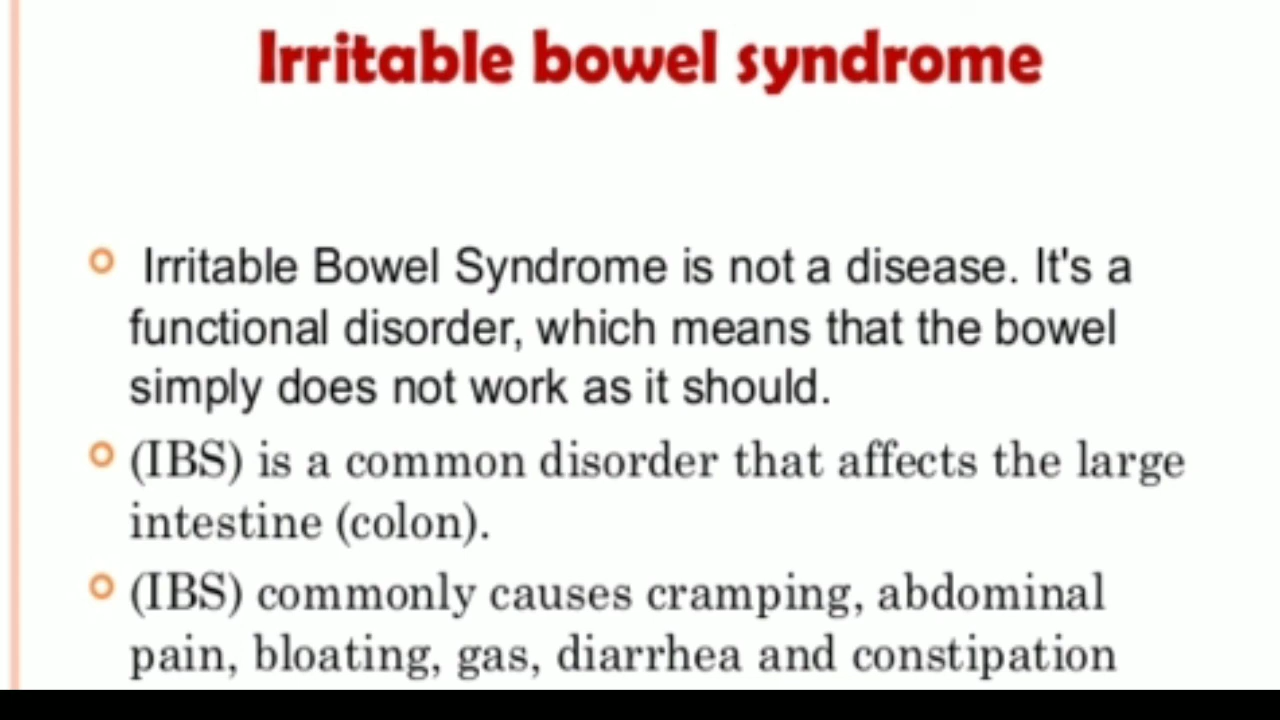 Irritable bowel syndrome
Irritable Bowel Syndrome is not a disease. It's a
functional disorder, which means that the bowel
simply does not work as it should.
(IBS) is a common disorder that affects the large
intestine (colon).
(IBS) commonly causes cramping, abdominal
pain, bloating, gas, diarrhea and constipation